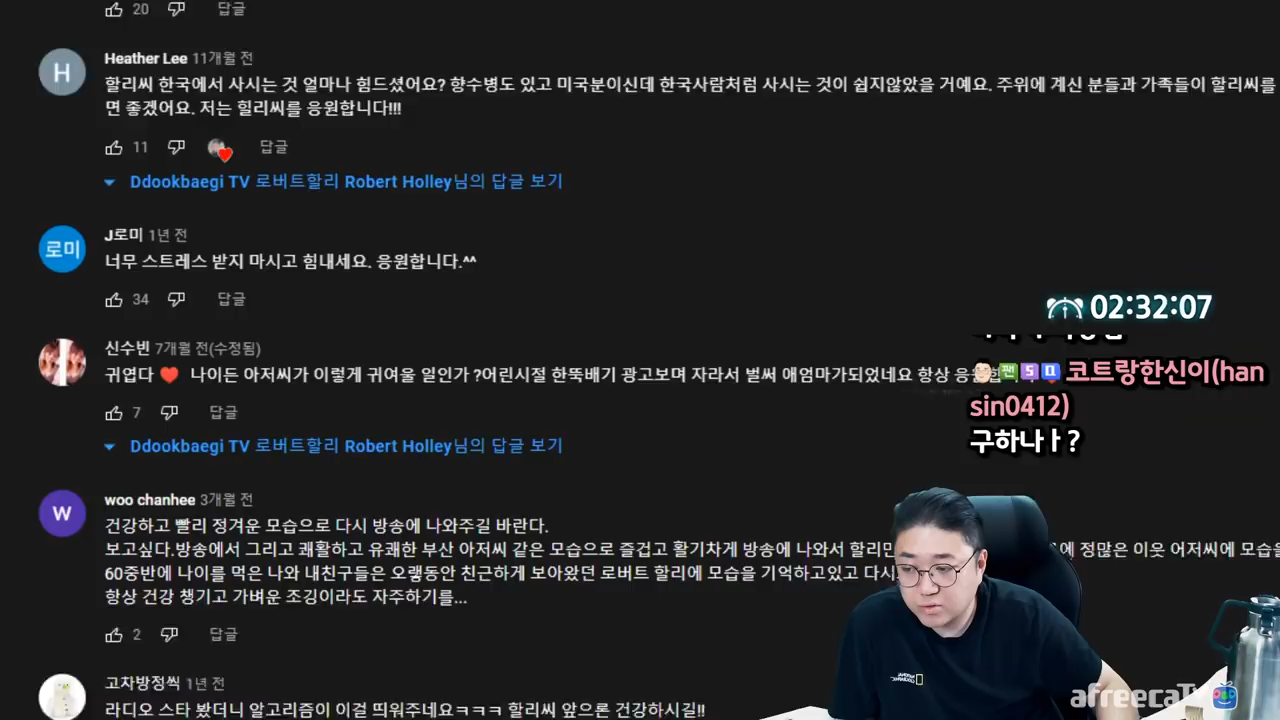 20 답글
H
Heather Lee 11개월 전
할리씨 한국에서 사시는 것 얼마나 힘드셨어요? 향수병도 있고 미국분이신데 한국사람처럼 사시는 것이 쉽지않았을 거예요. 주위에 계신 분들과 가족들이 할리씨를
면 좋겠어요. 저는 힐리씨를 응원합니다!!!
11 답글
Ddookbaegi TV 로버트할리 Robert Holley님의 답글 보기
로미
J로미 1년 전
너무 스트레스 받지 마시고 힘내세요. 응원합니다.^^
34 답글
02:32:07
신수빈 7개월 전(수정됨)
귀엽다 ❤ 나이든 아저씨가 이렇게 귀여울 일인가 ?어린시절 한뚝배기 광고보며 자라서 벌써 애엄마가되었네요 항상
7 답글
팬 5 코트랑한신이(han
sin0412)
구하나ㅏ?
Ddookbaegi TV 로버트할리 Robert Holley님의 답글 보기
W
woo chanhee 3개월 전
건강하고 빨리 정겨운 모습으로 다시 방송에 나와주길 바란다.
보고싶다.방송에서 그리고 쾌활하고 유쾌한 부산 아저씨 같은 모습으로 즐겁고 활기차게 방송에 나와서 정많은 이웃 어저씨에
60중반에 나이를 먹은 나와 내친구들은 오랳동안 친근하게 보아왔던 로버트 할리에 모습을 기억하고있고 다시
항상 건강 챙기고 가벼운 조깅이라도 자주하기를...
2 답글
고차방정씩 1년 전
라디오 스타 봤더니 알고리즘이 이걸 띄워주네요ㅋㅋㅋ 할리씨 앞으론 건강하시길!!
afreecaTV